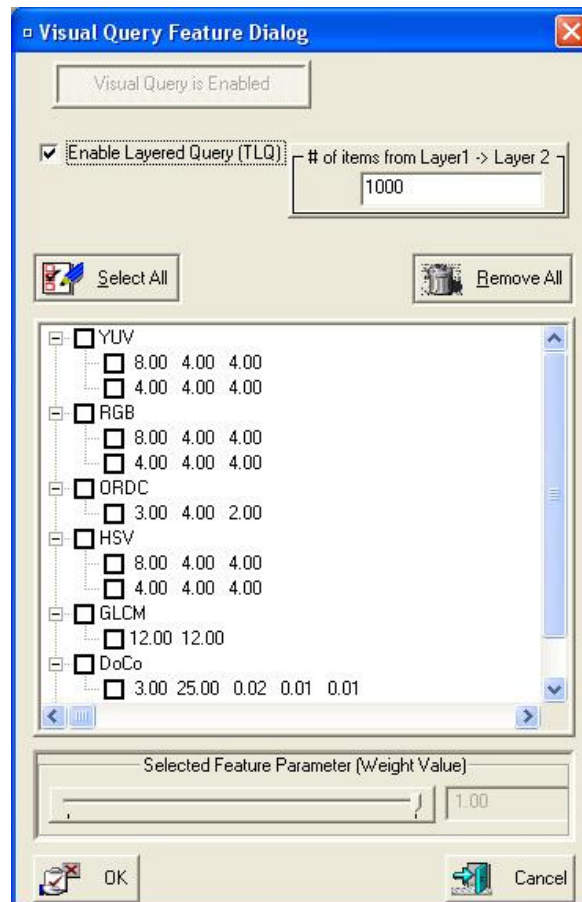 Visual Query Feature Dialog
Visual Query is Enabled
Enable Layered Query (TLQ)
# of items from Layer1 -> Layer 2
1000
Select All
Remove All
YUV
8.00 4.00 4.00
4.00 4.00 4.00
RGB
8.00 4.00 4.00
4.00 4.00 4.00
ORDC
3.00 4.00 2.00
HSV
8.00 4.00 4.00
4.00 4.00 4.00
GLCM
12.00 12.00
DoCo
3.00 25.00 0.02 0.01 0.01
Selected Feature Parameter (Weight Value)
1.00
OK
Cancel